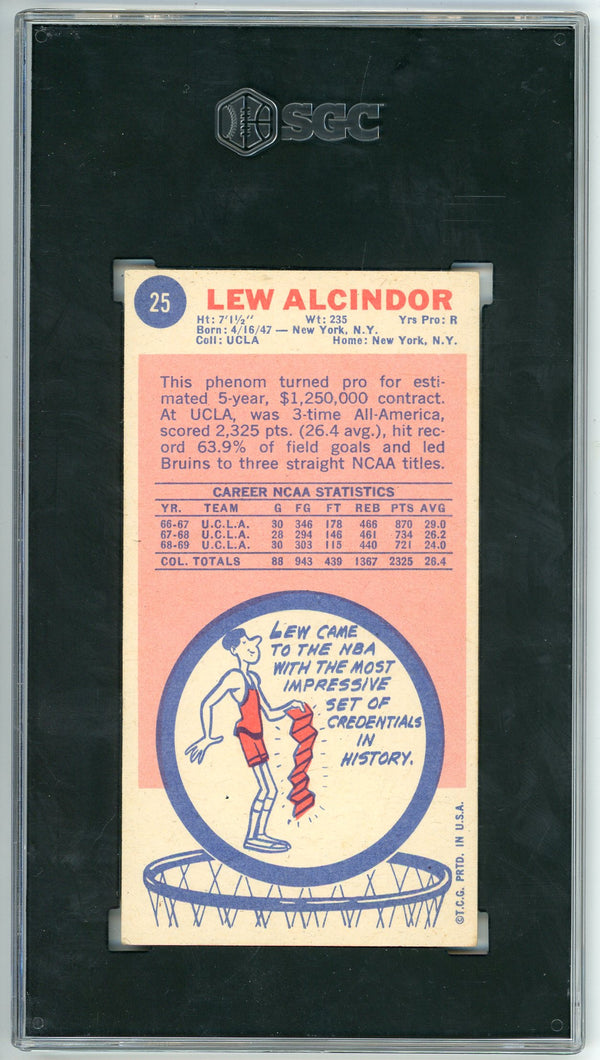 SGC
25
LEW ALCINDOR
Ht: 7'1½" Wt: 235 Yrs Pro: R
Born: 4/16/47 — New York, N.Y.
Coll: UCLA Home: New York, N.Y.
This phenom turned pro for esti-
mated 5-year, $1,250,000 contract.
At UCLA, was 3-time All-America,
scored 2,325 pts. (26.4 avg.), hit rec-
ord 63.9% of field goals and led
Bruins to three straight NCAA titles.
CAREER NCAA STATISTICS
YR. TEAM G FG FT REB PTS AVG
66-67 U.C.L.A. 30 346 178 466 870 29.0
67-68 U.C.L.A. 28 294 146 461 734 26.2
68-69 U.C.L.A. 30 303 115 440 721 24.0
COL. TOTALS 88 943 439 1367 2325 26.4
LEW CAME
TO THE NBA
WITH THE MOST
IMPRESSIVE
SET OF
CREDENTIALS
IN
HISTORY.
©T.C.G. PRTD. IN U.S.A.